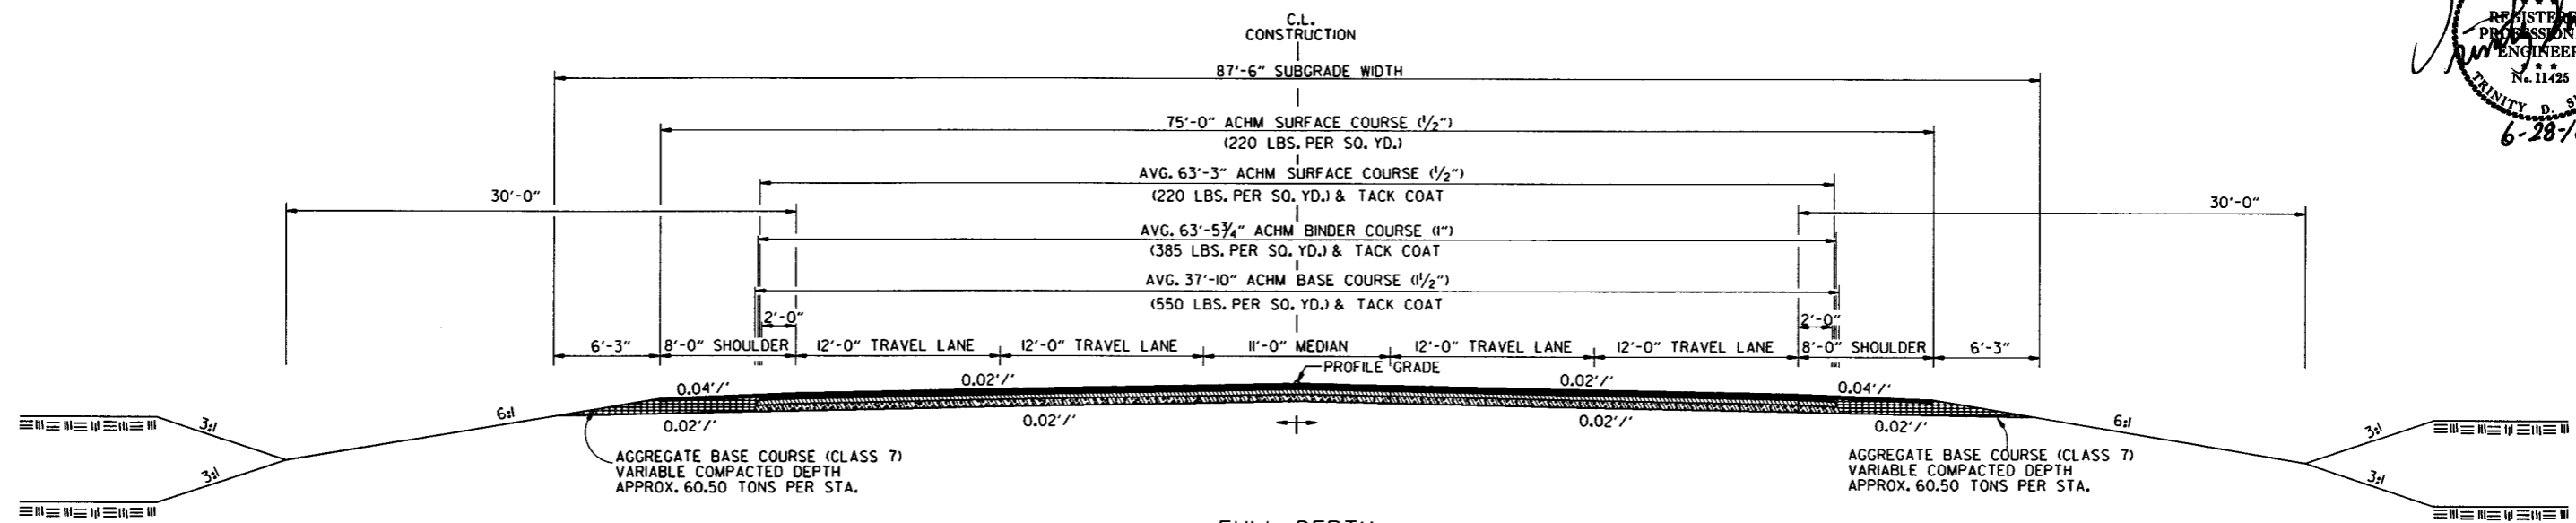 C.L.
CONSTRUCTION
REGISTERED
PROFESSIONAL
ENGINEER
No. 11425
TRINITY D.
87'-6" SUBGRADE WIDTH
75'-0" ACHM SURFACE COURSE (1/2")
(220 LBS. PER SQ. YD.)
AVG. 63'-3" ACHM SURFACE COURSE (1/2")
(220 LBS. PER SQ. YD.) & TACK COAT
30'-0"
30'-0"
AVG. 63'-5¾" ACHM BINDER COURSE (1")
(385 LBS. PER SQ. YD.) & TACK COAT
AVG. 37'-10" ACHM BASE COURSE (1 1/2")
(550 LBS. PER SQ. YD.) & TACK COAT
2'-0"
2'-0"
6'-3" 8'-0" SHOULDER 12'-0" TRAVEL LANE 12'-0" TRAVEL LANE 11'-0" MEDIAN 12'-0" TRAVEL LANE 12'-0" TRAVEL LANE 8'-0" SHOULDER 6'-3"
PROFILE GRADE
0.04'/' 0.02'/' 0.02'/' 0.04'/'
3:1 6:1 0.02'/' 0.02'/' 0.02'/' 0.02'/' 6:1 3:1
3:1 3:1
AGGREGATE BASE COURSE (CLASS 7)
VARIABLE COMPACTED DEPTH
APPROX. 60.50 TONS PER STA.
AGGREGATE BASE COURSE (CLASS 7)
VARIABLE COMPACTED DEPTH
APPROX. 60.50 TONS PER STA.
FULL DEPTH